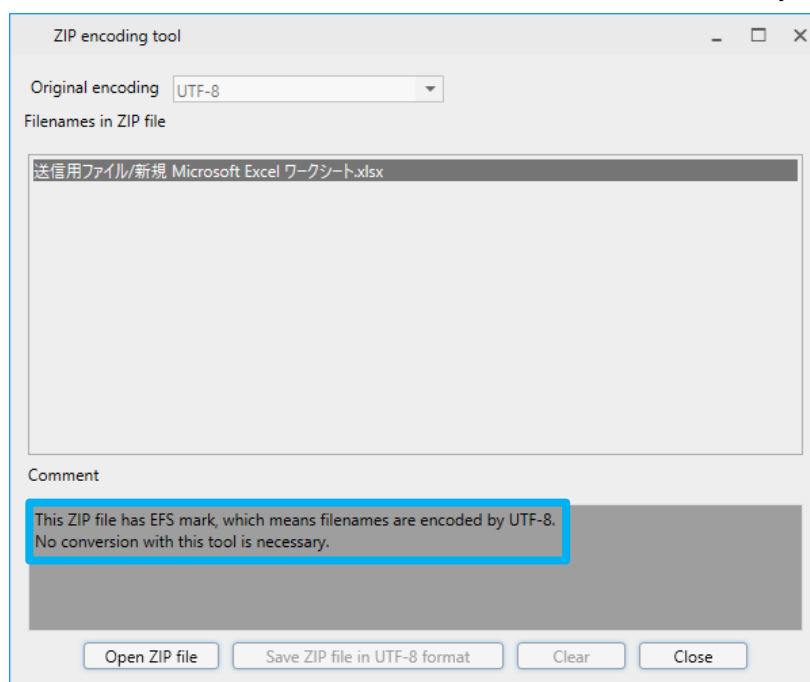 ZIP encoding tool
Original encoding UTF-8
Filenames in ZIP file
送信用ファイル/新規 Microsoft Excel ワークシート.xlsx
Comment
This ZIP file has EFS mark, which means filenames are encoded by UTF-8.
No conversion with this tool is necessary.
Open ZIP file Save ZIP file in UTF-8 format Clear Close